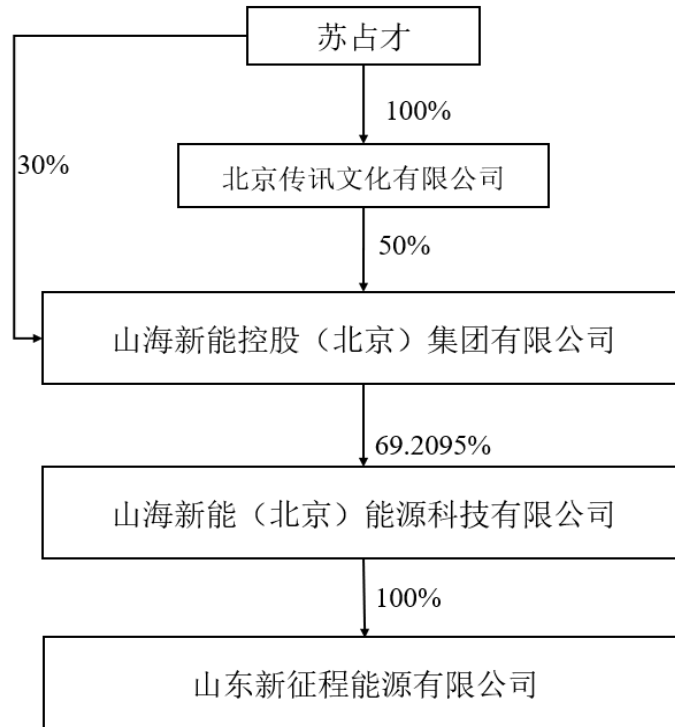 苏占才
100%
30%
北京传讯文化有限公司
50%
山海新能控股（北京）集团有限公司
69.2095%
山海新能（北京）能源科技有限公司
100%
山东新征程能源有限公司